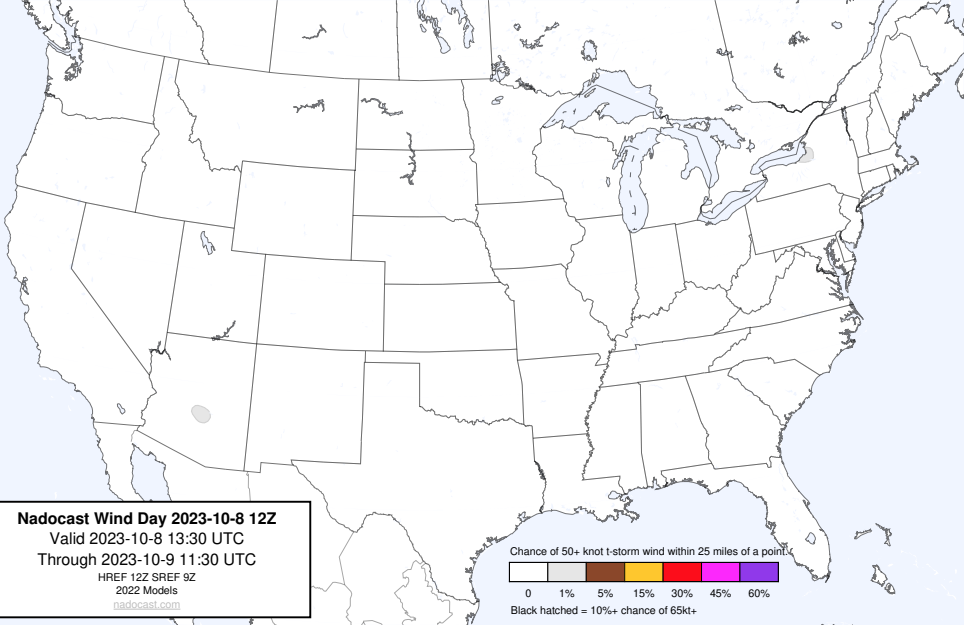 Nadocast Wind Day 2023-10-8 12Z
Valid 2023-10-8 13:30 UTC
Through 2023-10-9 11:30 UTC
HREF 12Z SREF 9Z
2022 Models
nadocast.com
Chance of 50+ knot t-storm wind within 25 miles of a point.
0 1% 5% 15% 30% 45% 60%
Black hatched = 10%+ chance of 65kt+